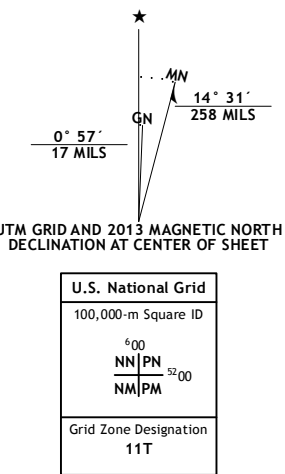 ★
MN
GN
14° 31´
258 MILS
0° 57´
17 MILS
UTM GRID AND 2013 MAGNETIC NORTH
DECLINATION AT CENTER OF SHEET
U.S. National Grid
100,000-m Square ID
600
NN PN
5200
NM PM
Grid Zone Designation
11T